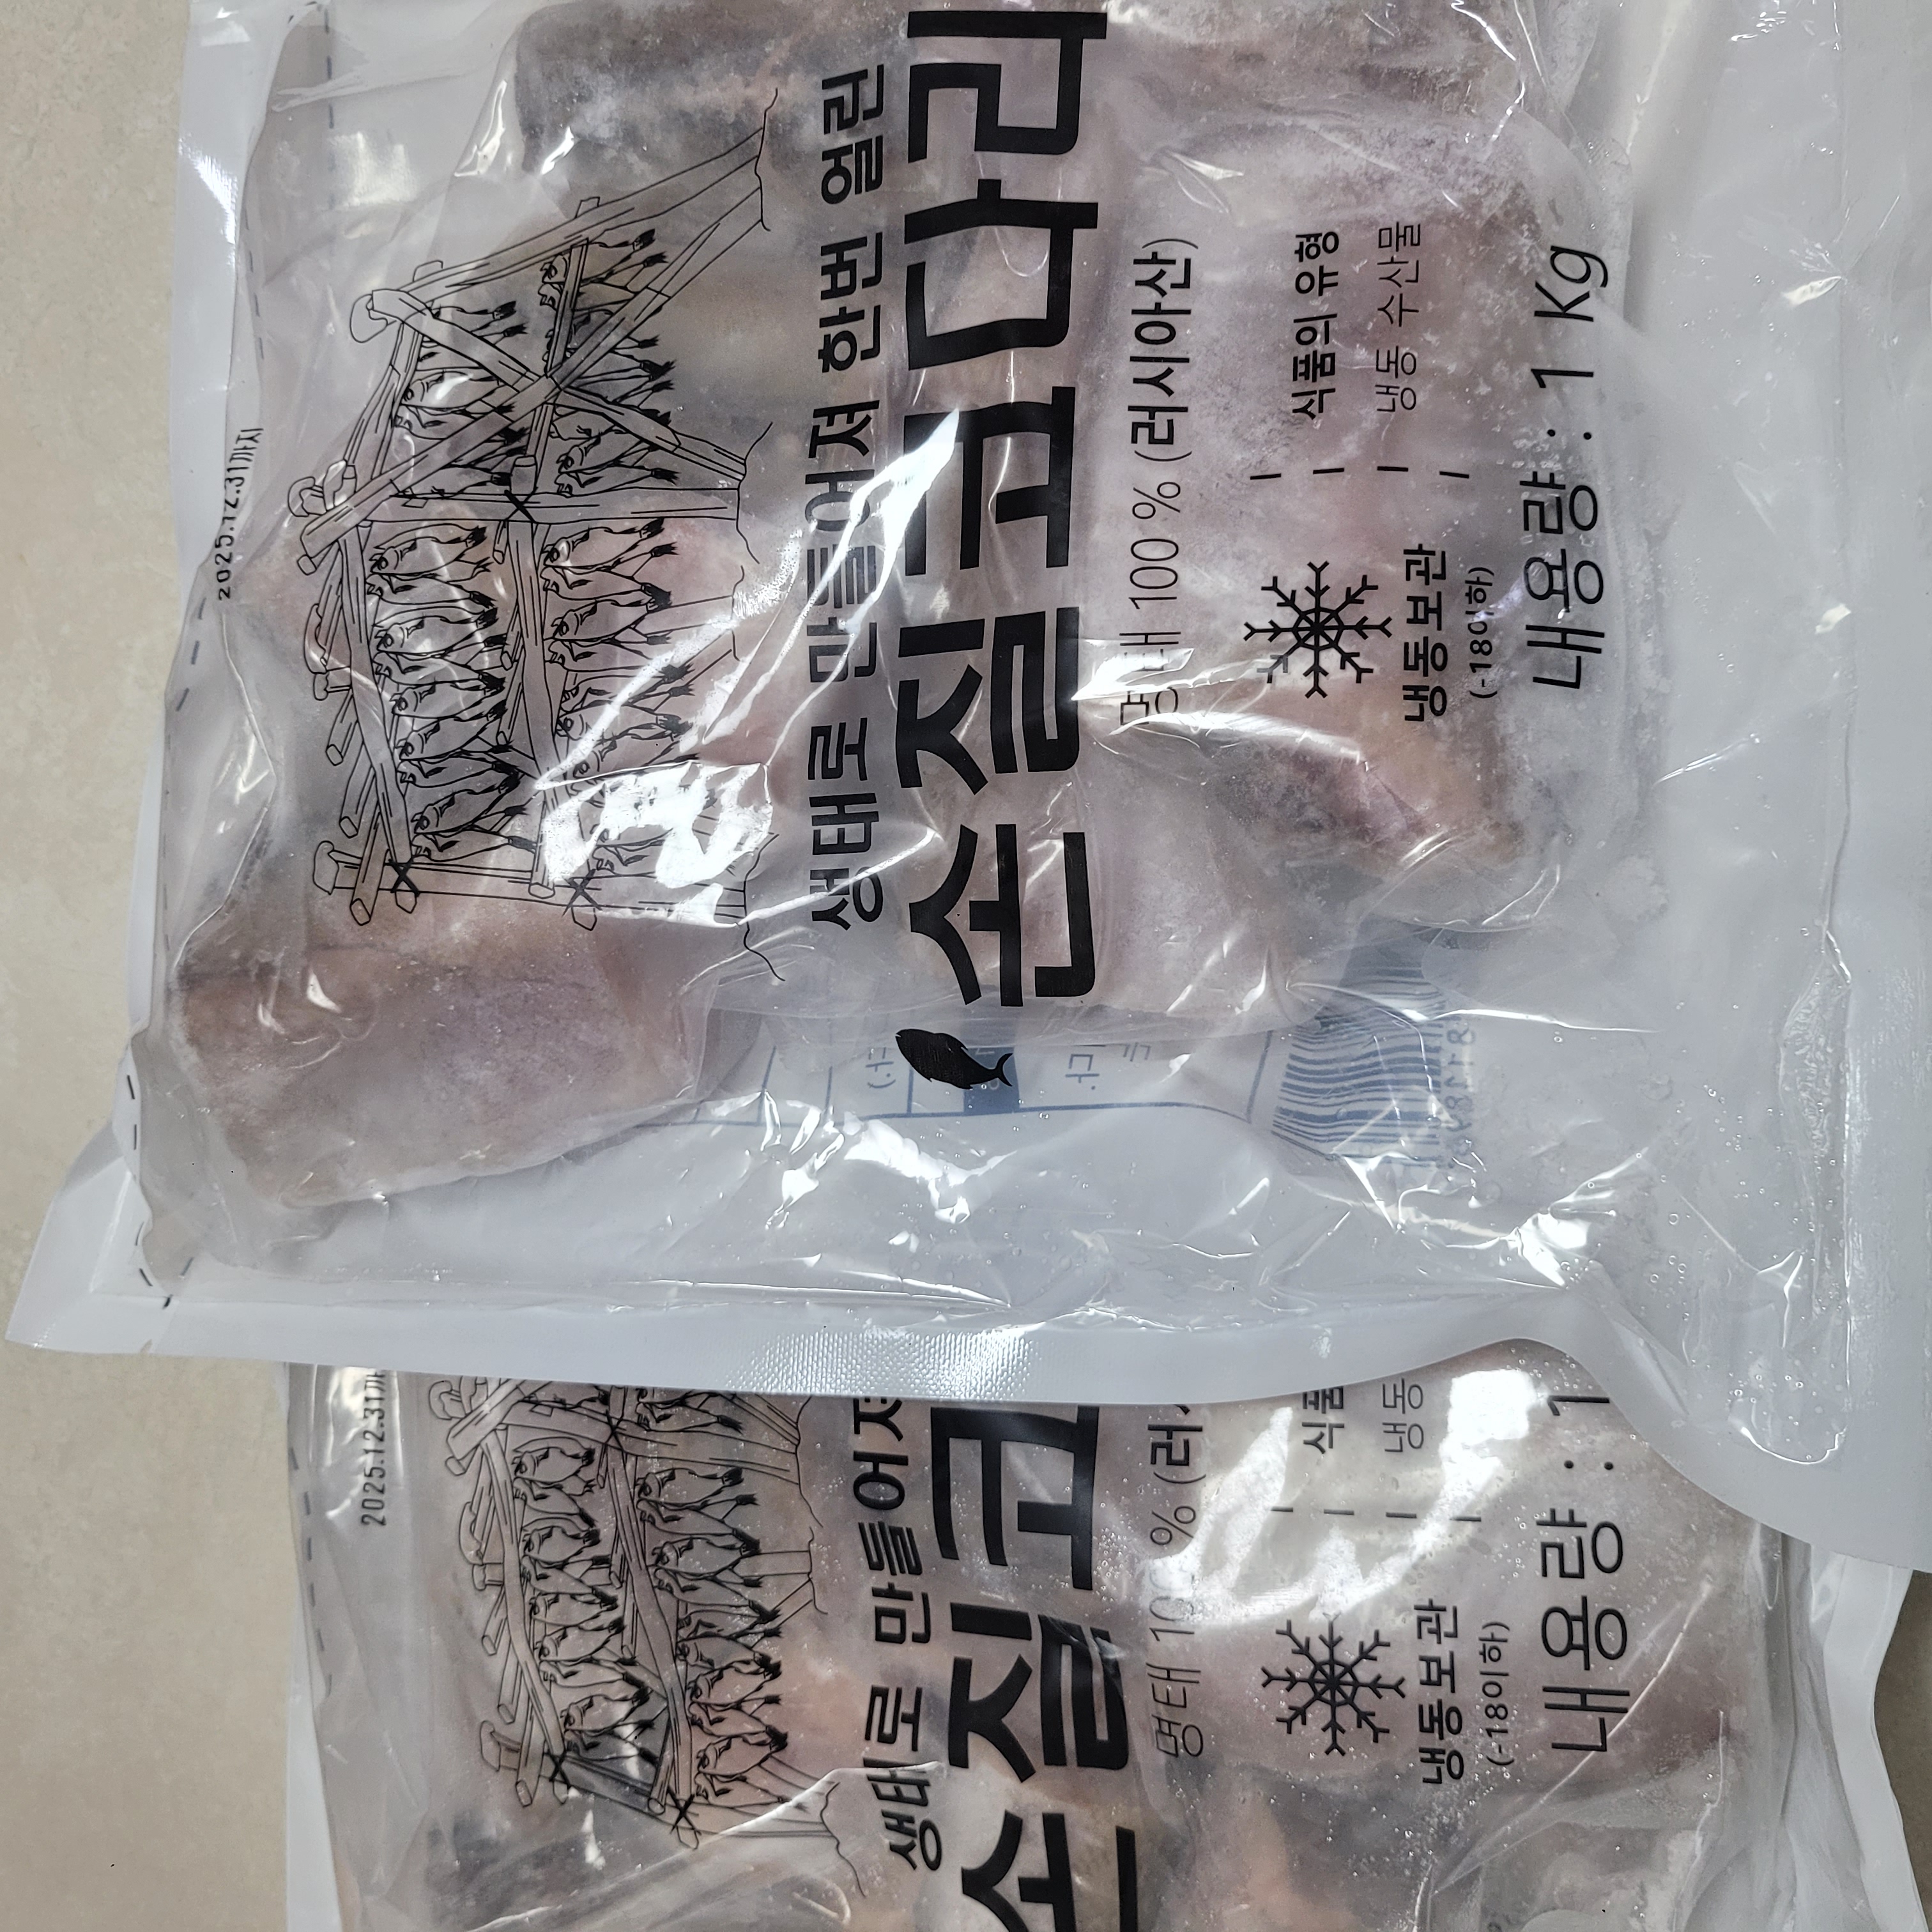 2025.12.31까지
생태로 만들어져 한번 얼린
손질코다리
명태 100 % (러시아산)
식품의 유형
냉동 수산물
냉동보관
(-18이하)
내용량 : 1 Kg
2025.12.31까
생태로 만들어져
손질코
명태 100 % (러시
식품
냉동
냉동보관
(-18이하)
내용량 : 1